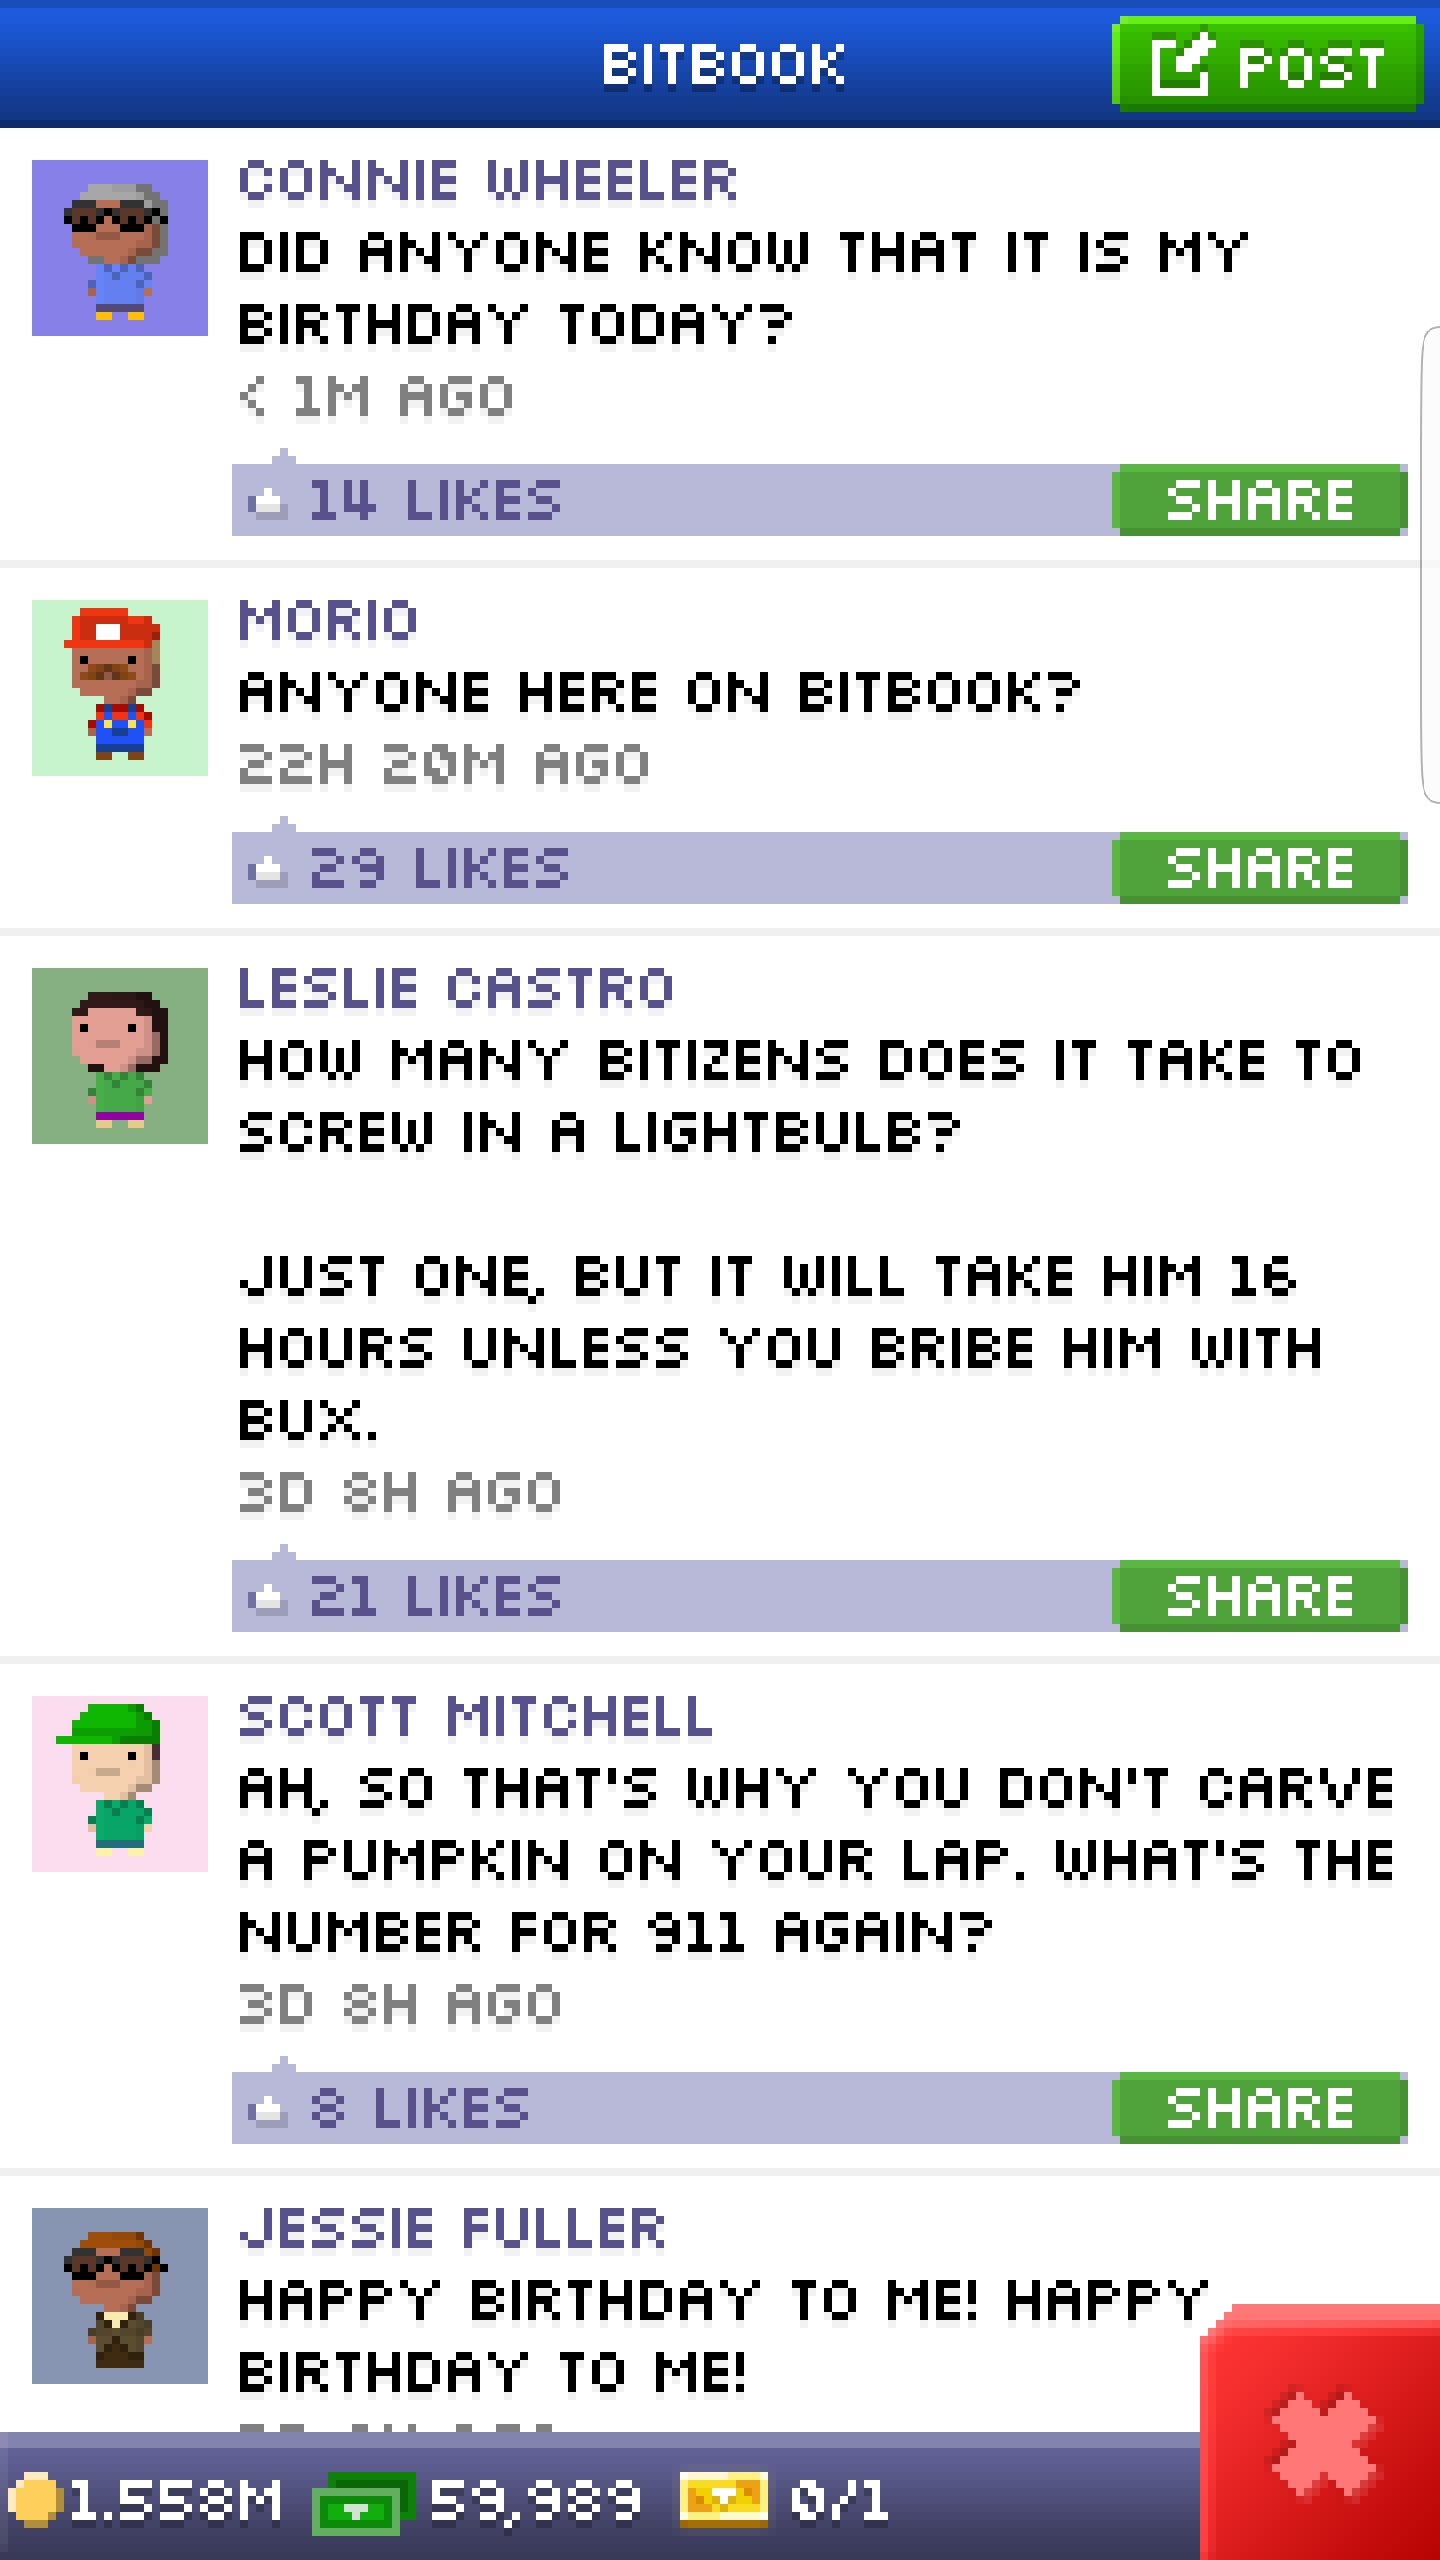 BITBOOK
POST
CONNIE WHEELER
DID ANYONE KNOW THAT IT IS MY
BIRTHDAY TODAY?
< 1M AGO
14 LIKES
SHARE
MORIO
ANYONE HERE ON BITBOOK?
22H 20M AGO
29 LIKES
SHARE
LESLIE CASTRO
HOW MANY BITIZENS DOES IT TAKE TO
SCREW IN A LIGHTBULB?
JUST ONE, BUT IT WILL TAKE HIM 16
HOURS UNLESS YOU BRIBE HIM WITH
BUX.
3D 8H AGO
21 LIKES
SHARE
SCOTT MITCHELL
AH, SO THAT'S WHY YOU DON'T CARVE
A PUMPKIN ON YOUR LAP. WHAT'S THE
NUMBER FOR 911 AGAIN?
3D 8H AGO
8 LIKES
SHARE
JESSIE FULLER
HAPPY BIRTHDAY TO ME! HAPPY
BIRTHDAY TO ME!
1.558M 59,989 0/1